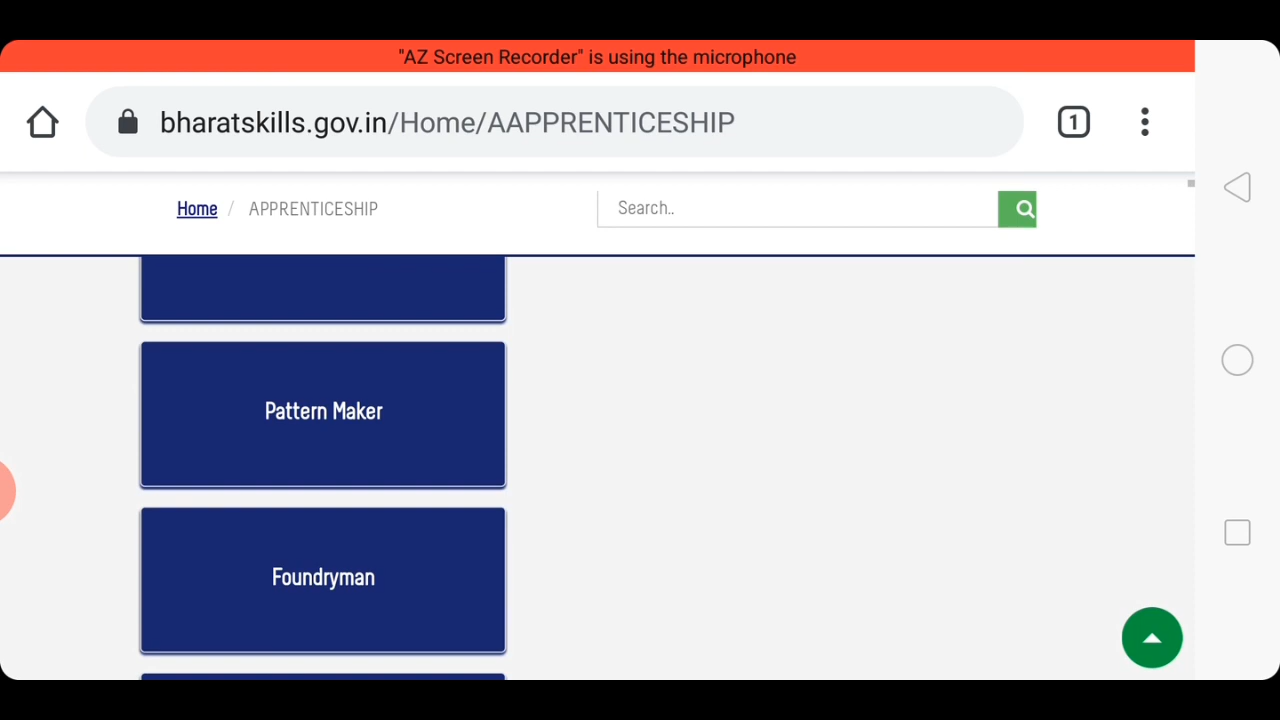 "AZ Screen Recorder" is using the microphone
bharatskills.gov.in/Home/AAPPRENTICESHIP
1
Home / APPRENTICESHIP
Search..
Pattern Maker
Foundryman